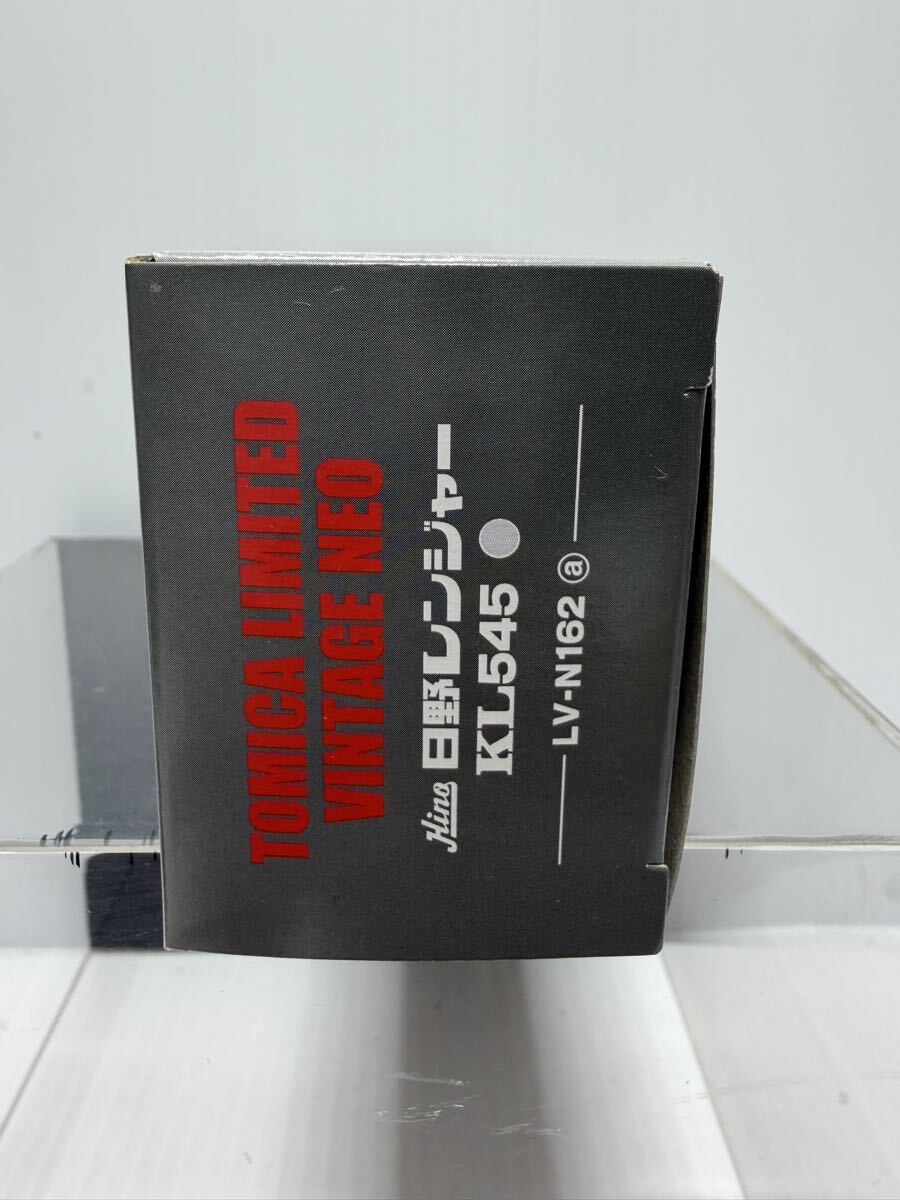 TOMICA LIMITED
VINTAGE NEO
Hino 日野レンジャー
KL545
LV-N162 ⓐ